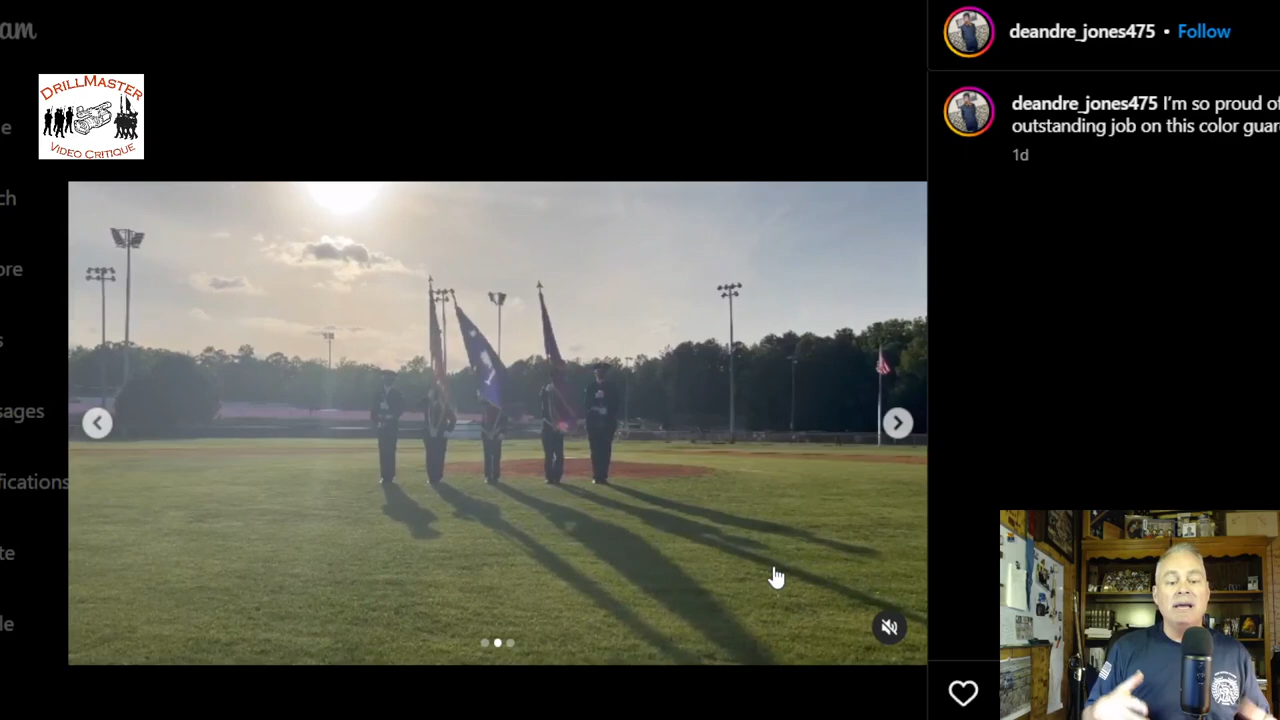 am
DRILLMASTER
VIDEO CRITIQUE
deandre_jones475 • Follow
deandre_jones475 I'm so proud of
outstanding job on this color guar
1d
e
ch
ore
s
sages
fications
te
le